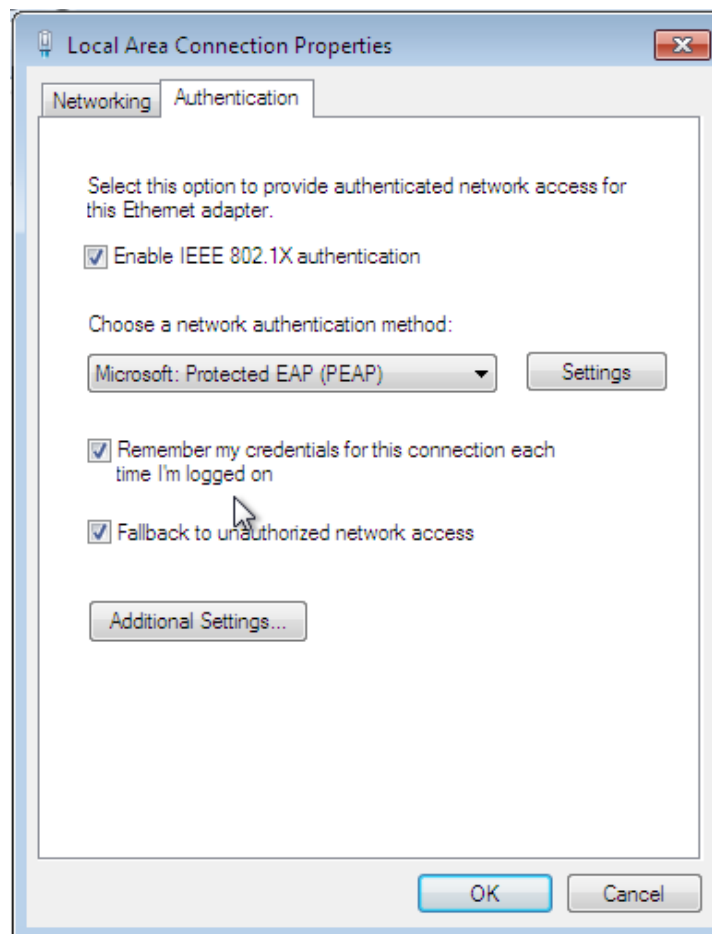 Local Area Connection Properties
Networking
Authentication
Select this option to provide authenticated network access for
this Ethernet adapter.
Enable IEEE 802.1X authentication
Choose a network authentication method:
Microsoft: Protected EAP (PEAP)
Settings
Remember my credentials for this connection each
time I'm logged on
Fallback to unauthorized network access
Additional Settings...
OK
Cancel